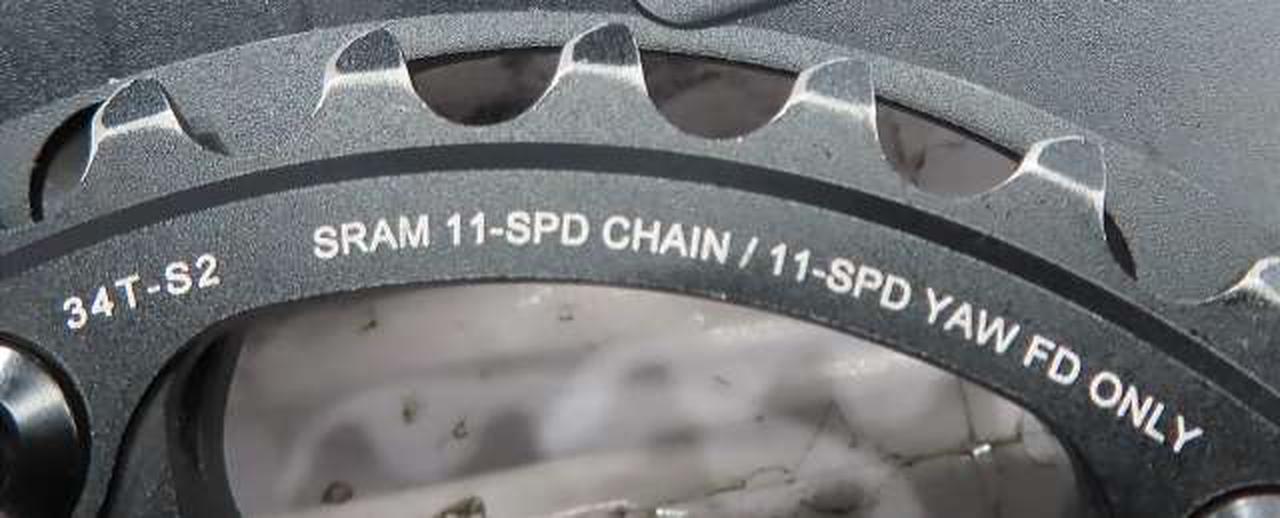 34T-S2
SRAM 11-SPD CHAIN / 11-SPD YAW FD ONLY